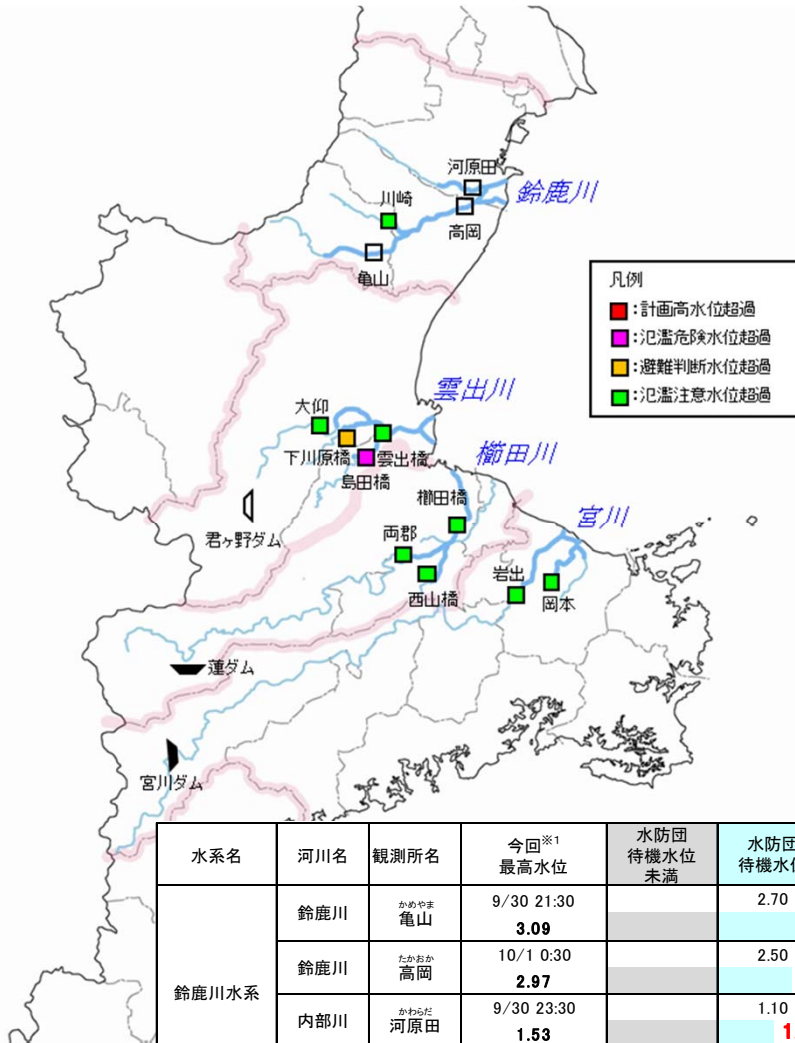 河原田
鈴鹿川
川崎
高岡
亀山
凡例
:計画高水位超過
:氾濫危険水位超過
:避難判断水位超過
:氾濫注意水位超過
雲出川
大仰
下川原橋
雲出橋
島田橋
櫛田川
櫛田橋
君ヶ野ダム
両郡
宮川
西山橋
岩出
岡本
蓮ダム
宮川ダム
水系名 河川名 観測所名 今回※1 最高水位 水防団 待機水位 未満 水防団 待機水位
鈴鹿川水系
鈴鹿川 かめやま 亀山 9/30 21:30 3.09 2.70
鈴鹿川 たかおか 高岡 10/1 0:30 2.97 2.50
内部川 かわらだ 河原田 9/30 23:30 1.53 1.10